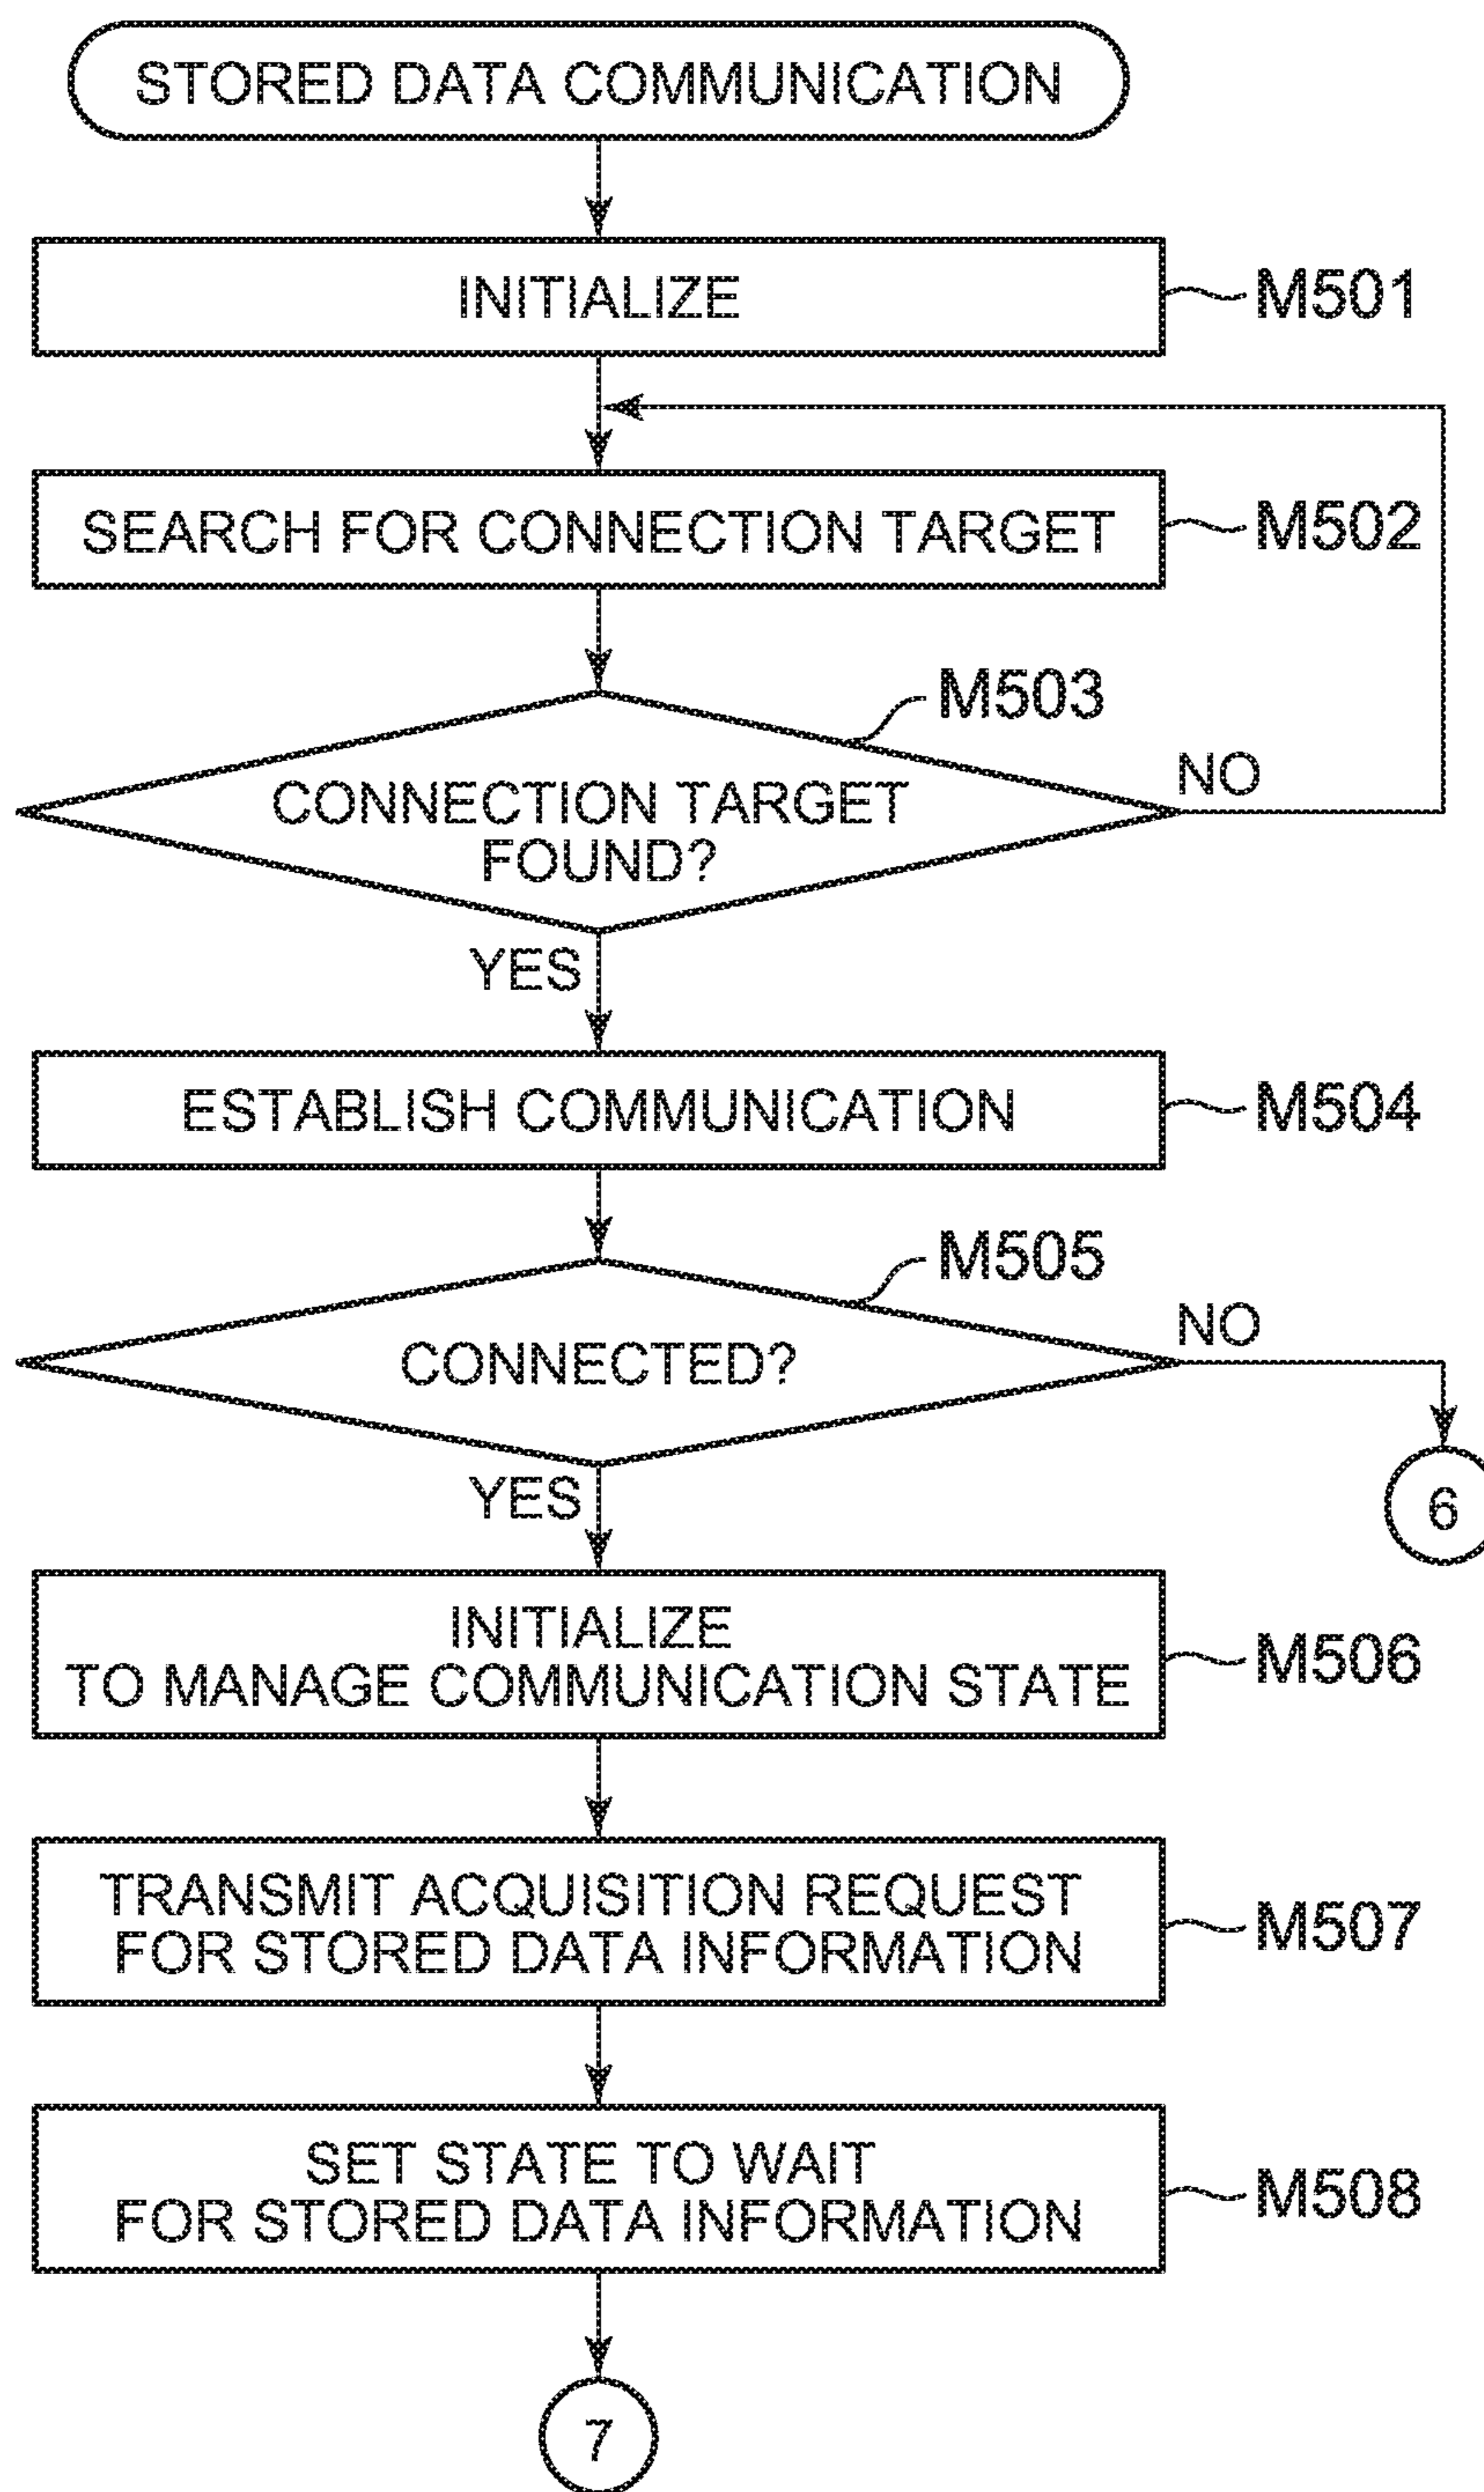 STORED DATA COMMUNICATION
INITIALIZE
M501
SEARCH FOR CONNECTION TARGET
M502
M503
CONNECTION TARGET
FOUND?
NO
YES
ESTABLISH COMMUNICATION
M504
M505
CONNECTED?
NO
6
YES
INITIALIZE
TO MANAGE COMMUNICATION STATE
M506
TRANSMIT ACQUISITION REQUEST
FOR STORED DATA INFORMATION
M507
SET STATE TO WAIT
FOR STORED DATA INFORMATION
M508
7